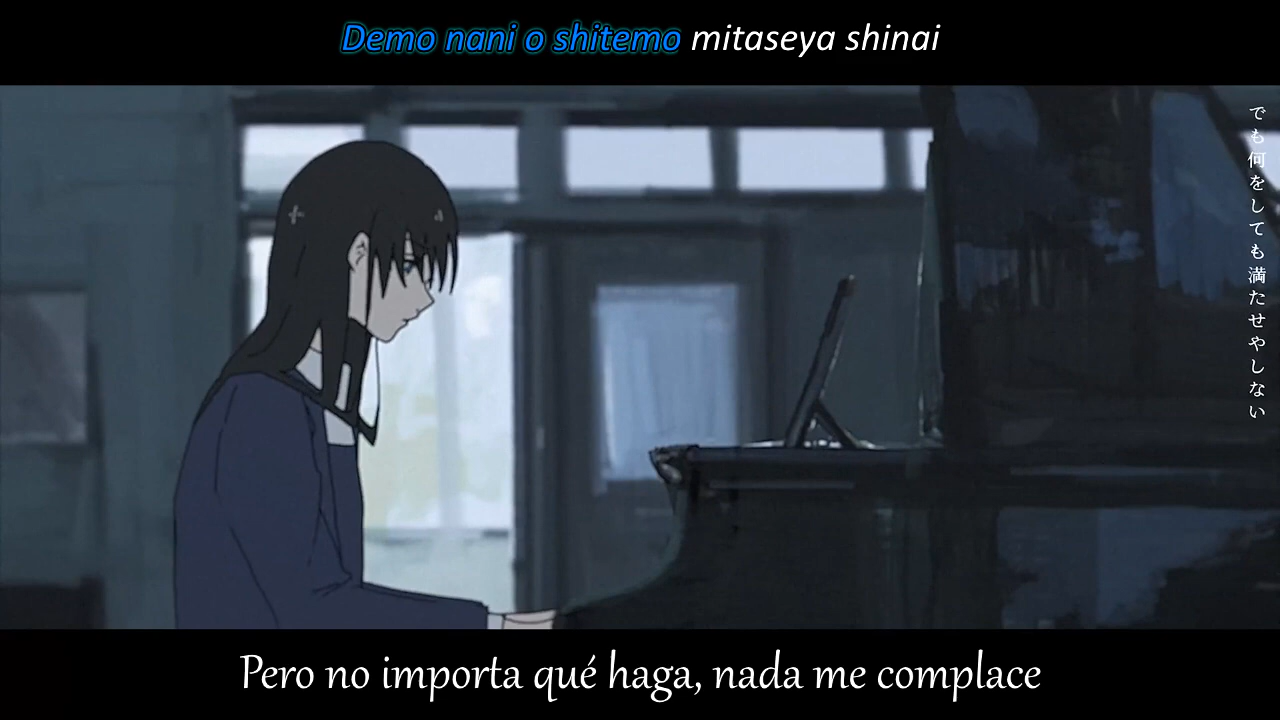 Demo nani o shitemo mitaseya shinai
でも何をしても満たせやしない
Pero no importa qué haga, nada me complace